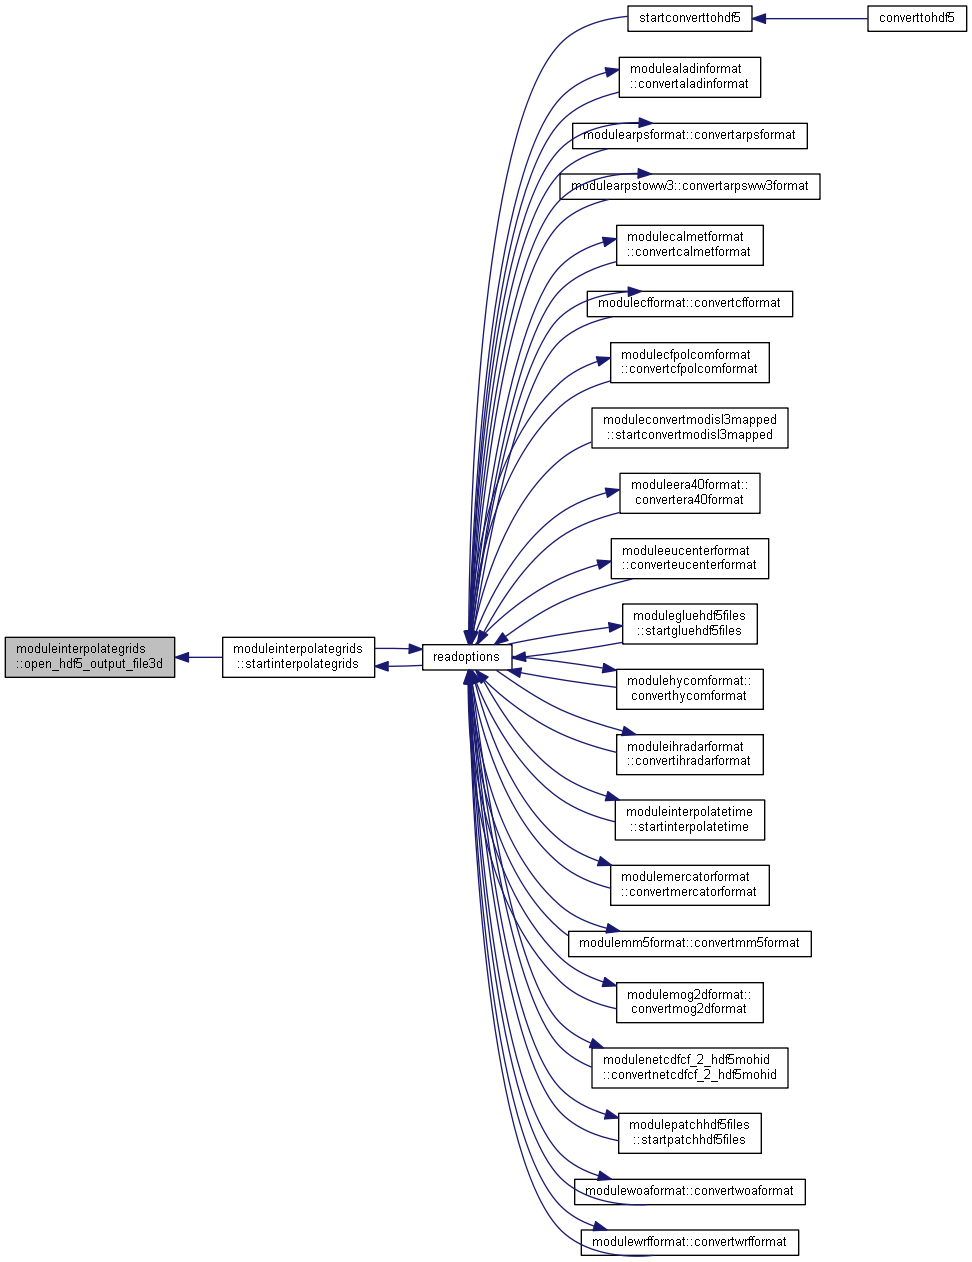 startconverttohdf5
converttohdf5
modulealadinformat
::convertaladinformat
modulearpsformat::convertarpsformat
modulearpstoww3::convertarpsww3format
modulecalmetformat
::convertcalmetformat
modulecfformat::convertcfformat
modulecfpolcomformat
::convertcfpolcomformat
moduleconvertmodisl3mapped
::startconvertmodisl3mapped
moduleera40format::
convertera40format
moduleeucenterformat
::converteucenterformat
modulegluehdf5files
::startgluehdf5files
moduleinterpolategrids
::open_hdf5_output_file3d
moduleinterpolategrids
::startinterpolategrids
readoptions
modulehycomformat::
converthycomformat
moduleihradarformat
::convertihradarformat
moduleinterpolatetime
::startinterpolatetime
modulemercatorformat
::convertmercatorformat
modulemm5format::convertmm5format
modulemog2dformat::
convertmog2dformat
modulenetcdfcf_2_hdf5mohid
::convertnetcdfcf_2_hdf5mohid
modulepatchhdf5files
::startpatchhdf5files
modulewoaformat::convertwoaformat
modulewrfformat::convertwrfformat